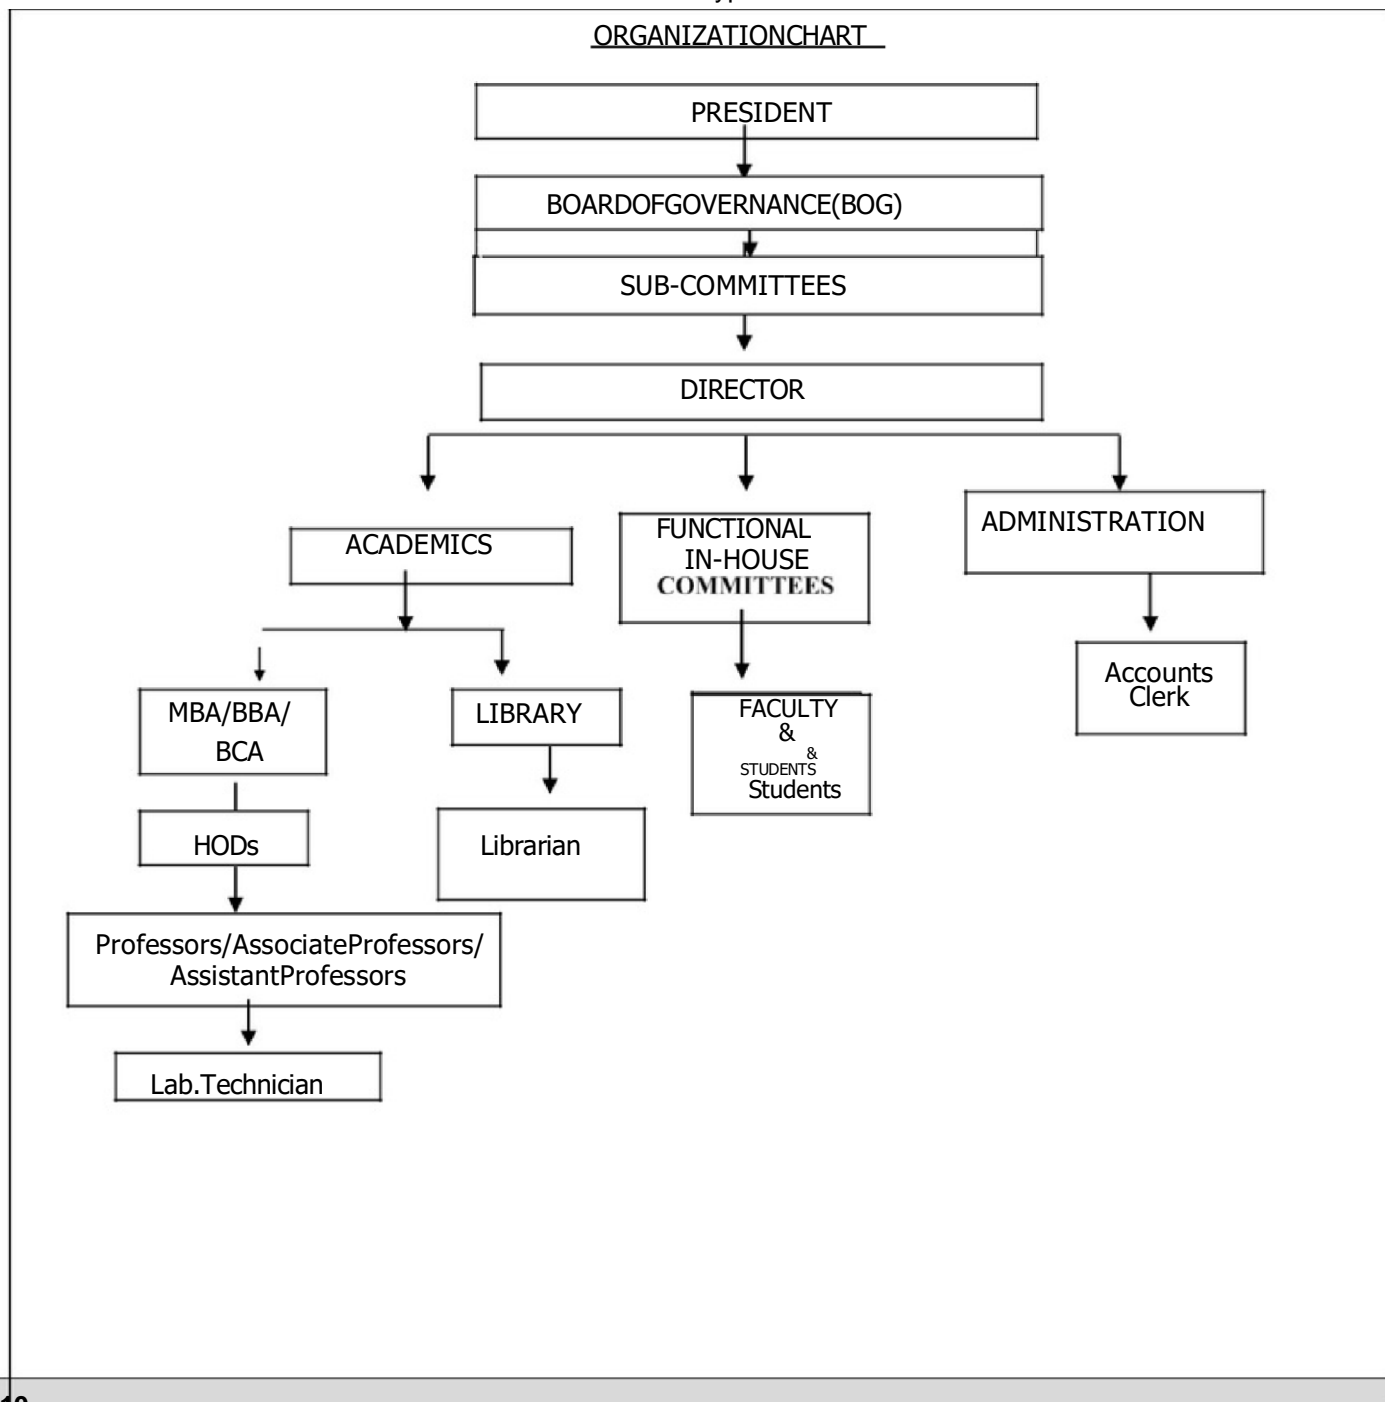 ORGANIZATIONCHART
PRESIDENT
BOARDOFGOVERNANCE(BOG)
SUB-COMMITTEES
DIRECTOR
ACADEMICS
FUNCTIONAL
IN-HOUSE
COMMITTEES
ADMINISTRATION
MBA/BBA/
BCA
LIBRARY
FACULTY
&
&
STUDENTS
Students
Accounts
Clerk
HODs
Librarian
Professors/AssociateProfessors/
AssistantProfessors
Lab.Technician